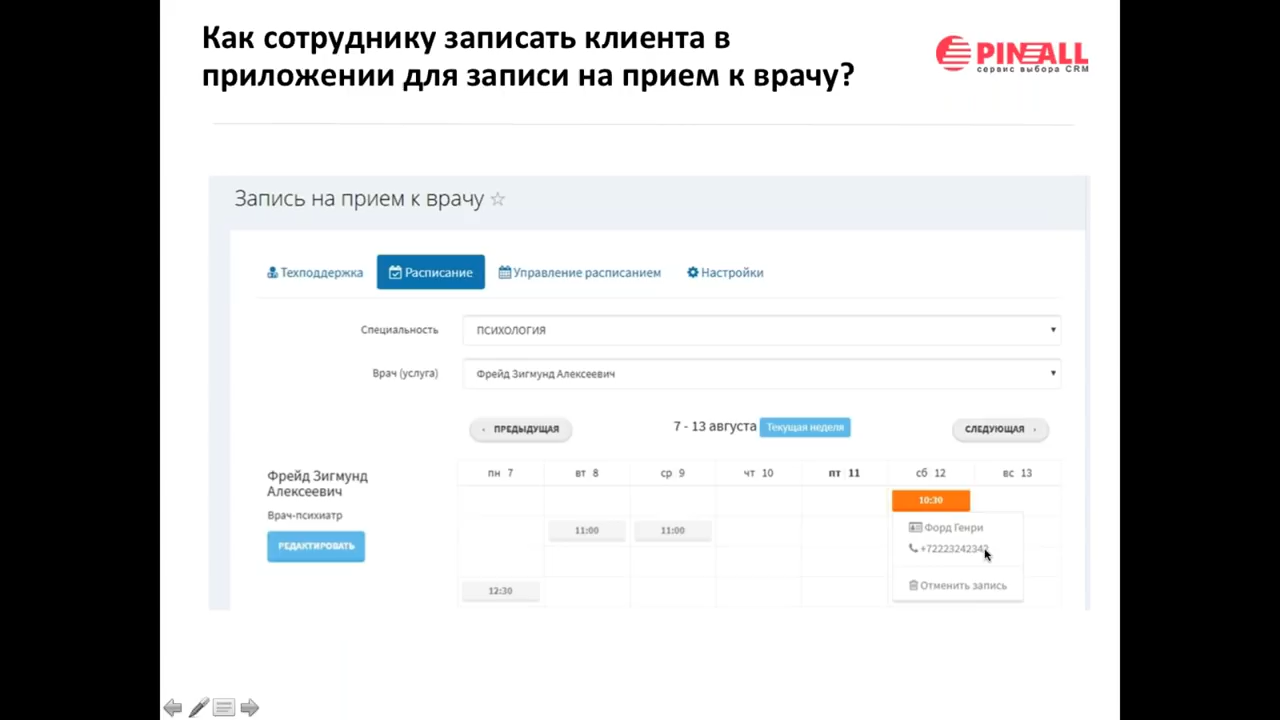 Как сотруднику записать клиента в
приложении для записи на прием к врачу?
PINALL
сервис выбора CRM
Запись на прием к врачу
Техподдержка Расписание Управление расписанием Настройки
Специальность ПСИХОЛОГИЯ
Врач (услуга) Фрейд Зигмунд Алексеевич
‹ ПРЕДЫДУЩАЯ 7 - 13 августа Текущая неделя СЛЕДУЮЩАЯ ›
пн 7 вт 8 ср 9 чт 10 пт 11 сб 12 вс 13
Фрейд Зигмунд
Алексеевич
Врач-психиатр
РЕДАКТИРОВАТЬ
10:30
Форд Генри
11:00 11:00
+72223242342
Отменить запись
12:30